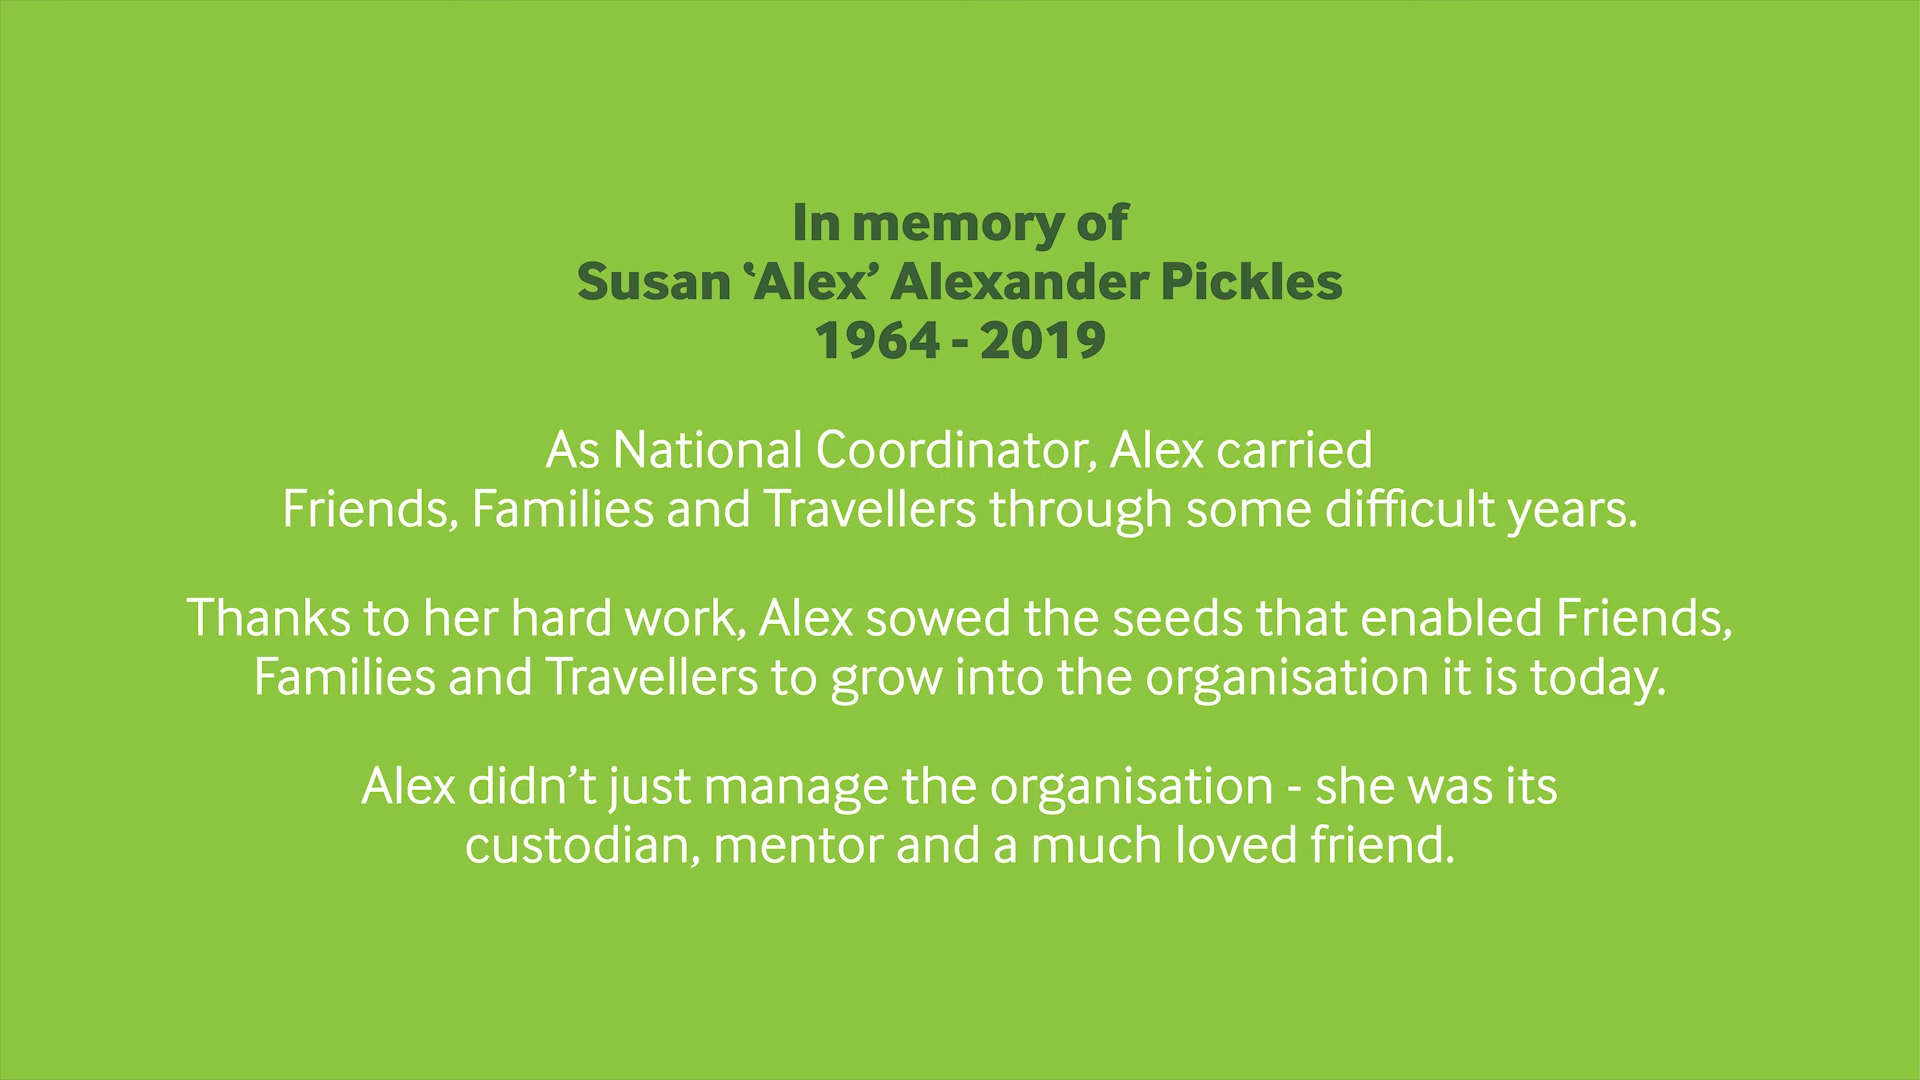 In memory of
Susan ‘Alex’ Alexander Pickles
1964 - 2019
As National Coordinator, Alex carried
Friends, Families and Travellers through some difficult years.
Thanks to her hard work, Alex sowed the seeds that enabled Friends,
Families and Travellers to grow into the organisation it is today.
Alex didn’t just manage the organisation - she was its
custodian, mentor and a much loved friend.